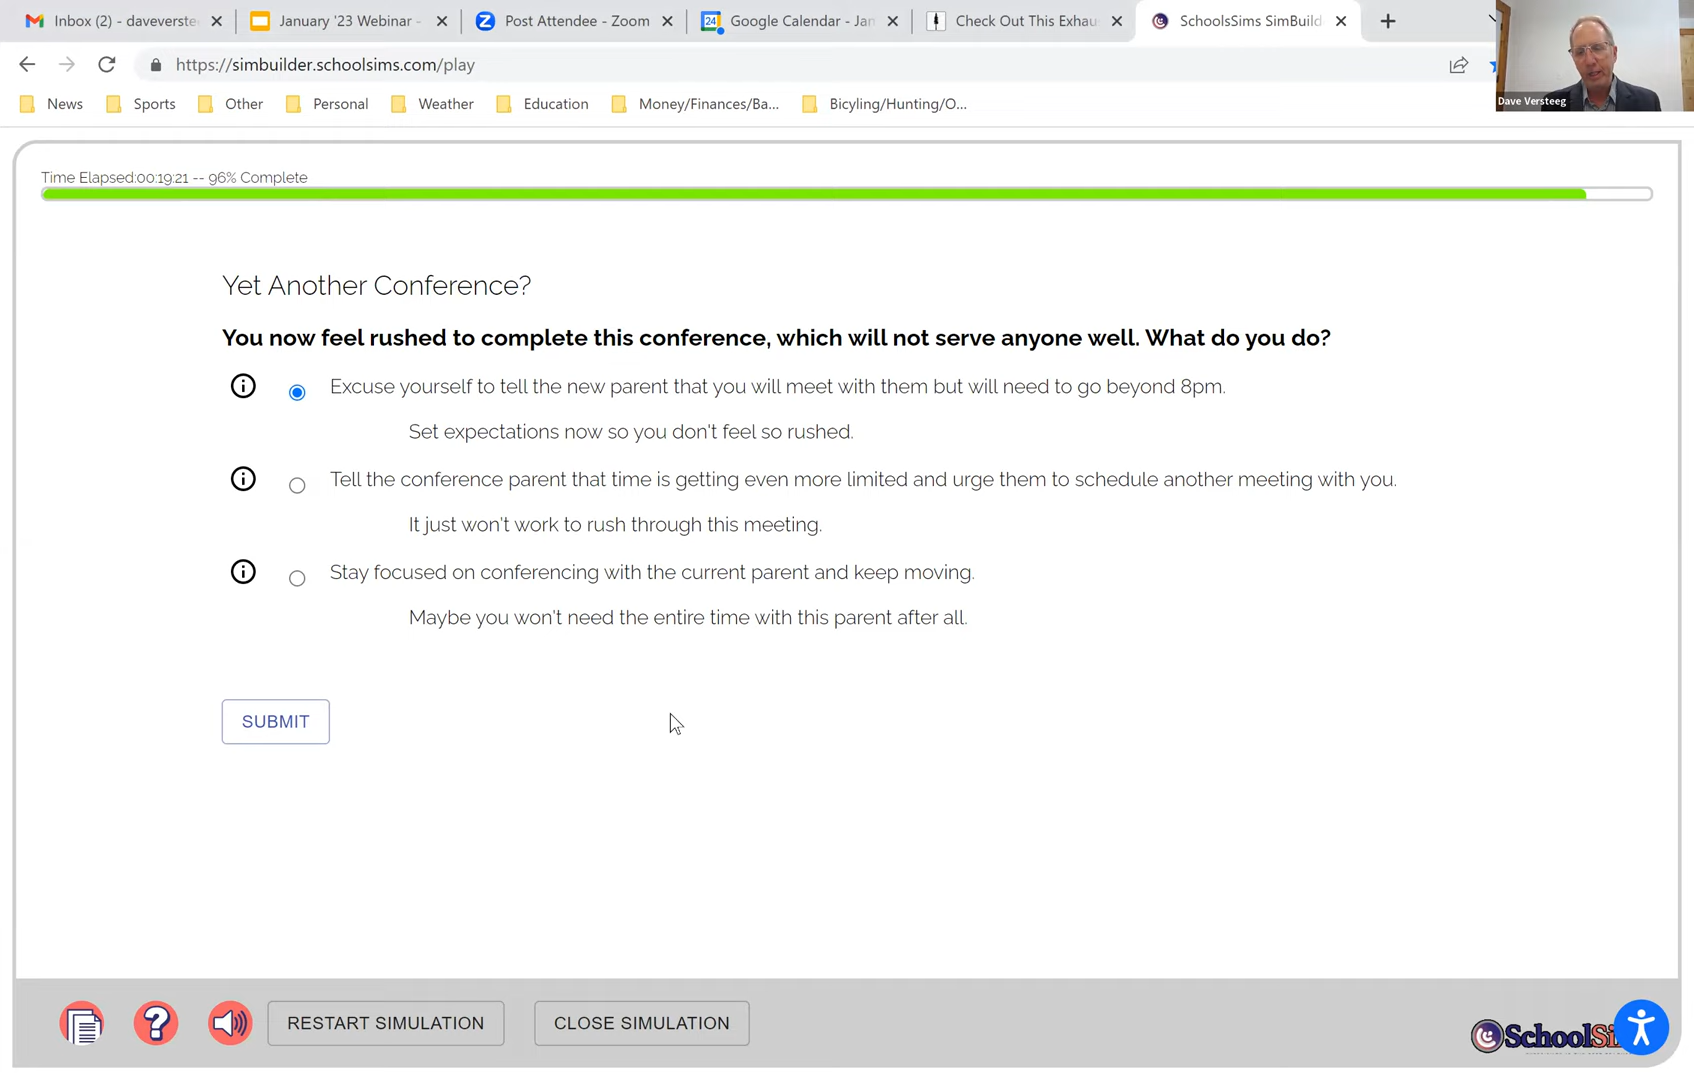 Inbox (2) - daveverste
January '23 Webinar -
Post Attendee - Zoom
24
Google Calendar - Jan
Check Out This Exhau
SchoolsSims SimBuild
https://simbuilder.schoolsims.com/play
Dave Versteeg
News
Sports
Other
Personal
Weather
Education
Money/Finances/Ba...
Bicyling/Hunting/O...
Time Elapsed:00:19:21 -- 96% Complete
Yet Another Conference?
You now feel rushed to complete this conference, which will not serve anyone well. What do you do?
Excuse yourself to tell the new parent that you will meet with them but will need to go beyond 8pm.
Set expectations now so you don't feel so rushed.
Tell the conference parent that time is getting even more limited and urge them to schedule another meeting with you.
It just won't work to rush through this meeting.
Stay focused on conferencing with the current parent and keep moving.
Maybe you won't need the entire time with this parent after all.
SUBMIT
RESTART SIMULATION
CLOSE SIMULATION
SchoolSi